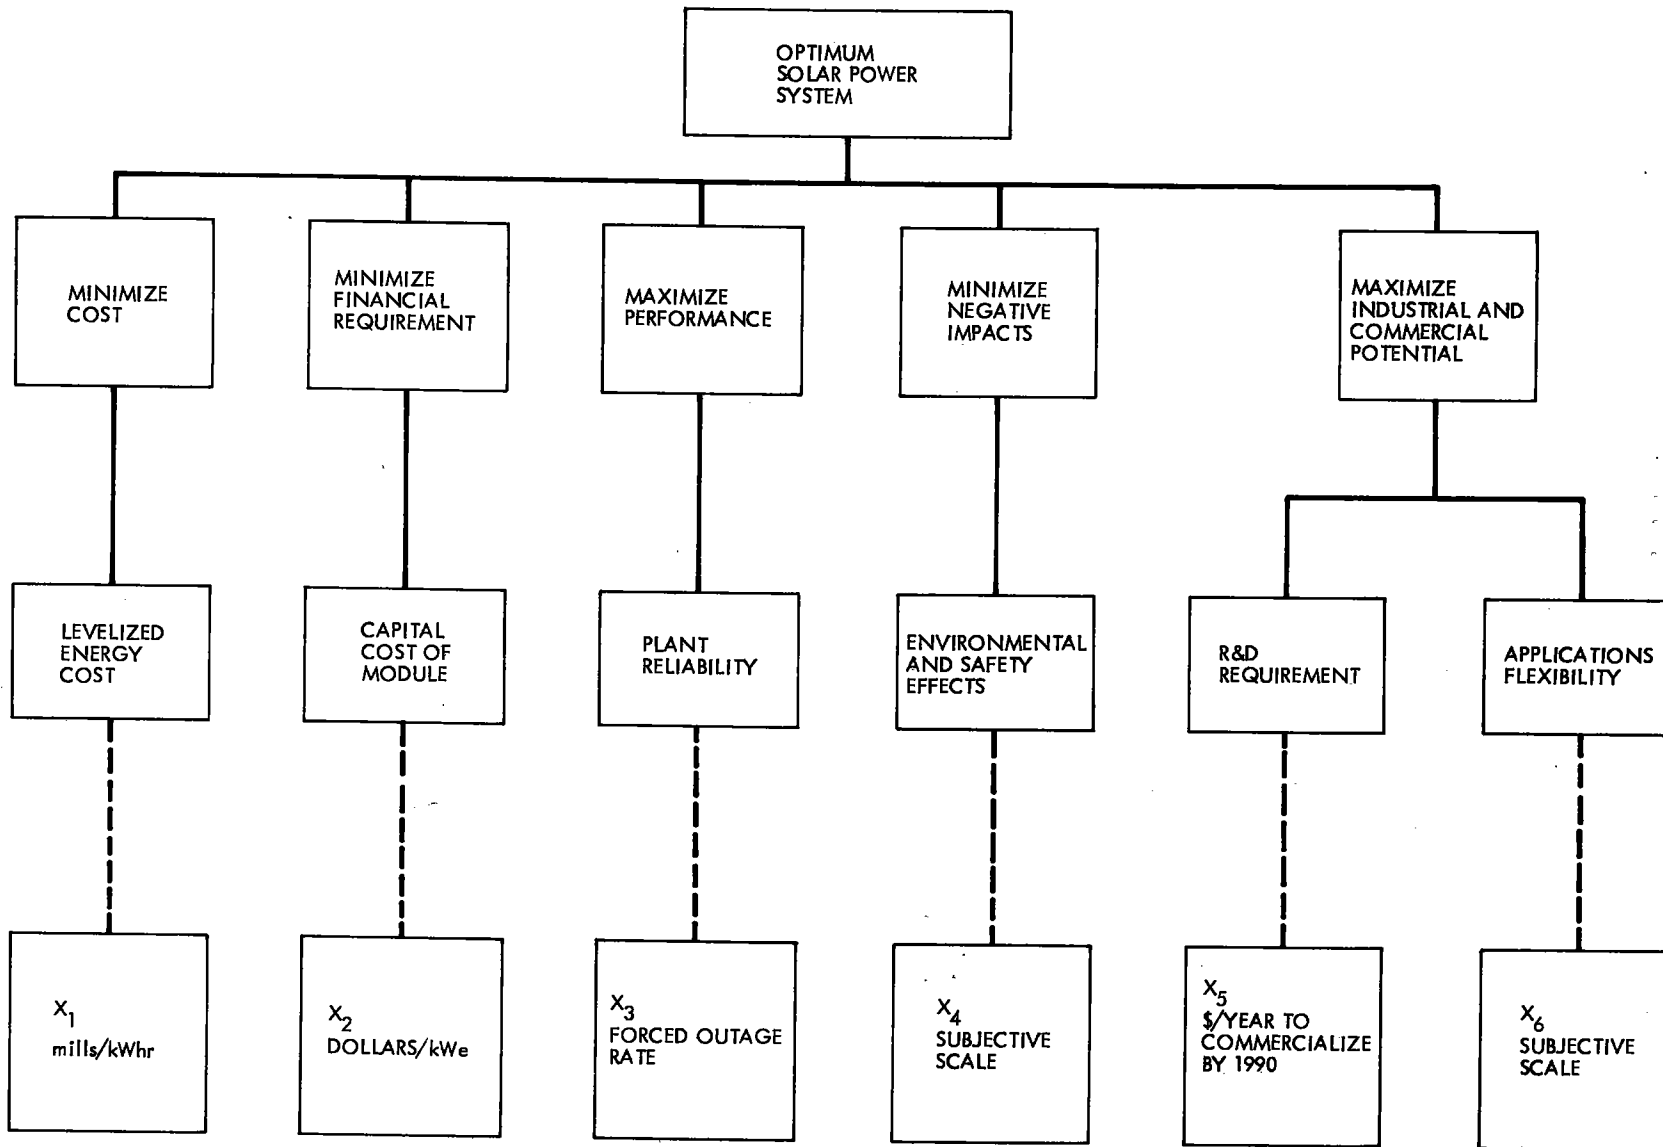 OPTIMUM
SOLAR POWER
SYSTEM
MINIMIZE
COST
MINIMIZE
FINANCIAL
REQUIREMENT
MAXIMIZE
PERFORMANCE
MINIMIZE
NEGATIVE
IMPACTS
MAXIMIZE
INDUSTRIAL AND
COMMERCIAL
POTENTIAL
LEVELIZED
ENERGY
COST
CAPITAL
COST OF
MODULE
PLANT
RELIABILITY
ENVIRONMENTAL
AND SAFETY
EFFECTS
R&D
REQUIREMENT
APPLICATIONS
FLEXIBILITY
X1
mills/kWhr
X2
DOLLARS/kWe
X3
FORCED OUTAGE
RATE
X4
SUBJECTIVE
SCALE
X5
$/YEAR TO
COMMERCIALIZE
BY 1990
X6
SUBJECTIVE
SCALE